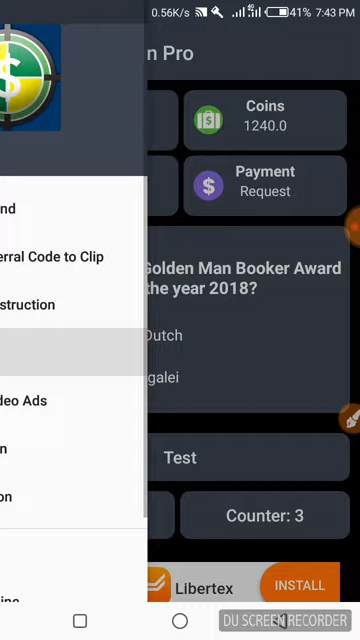 0.56K/s 4G 41% 7:43 PM
n Pro
Coins
1240.0
Payment
Request
nd
erral Code to Clip
struction
deo Ads
n
on
Golden Man Booker Award
the year 2018?
Dutch
galei
Test
Counter: 3
Libertex
INSTALL
DU SCREEN RECORDER